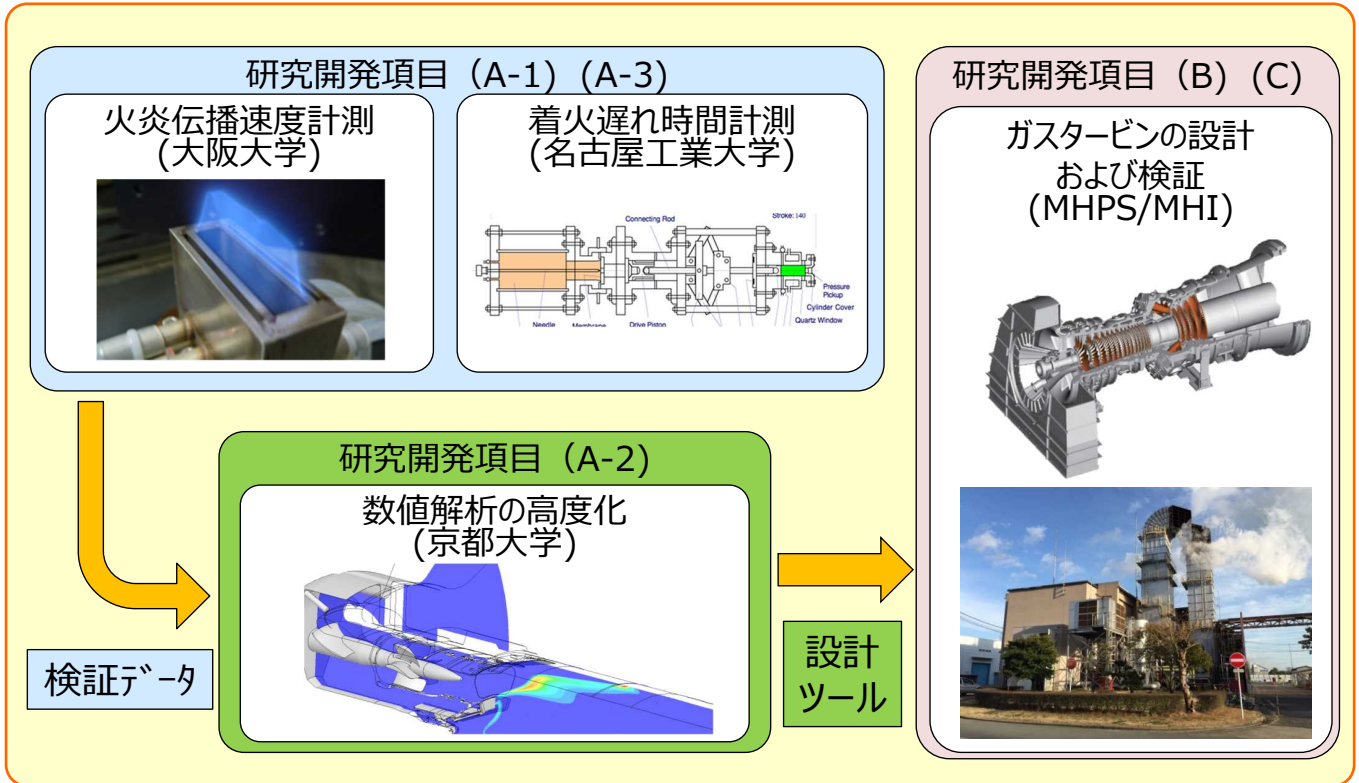 研究開発項目（A-1）(A-3)
火炎伝播速度計測
(大阪大学)
着火遅れ時間計測
(名古屋工業大学)
Connecting Rod
Stroke: 140
Pressure
Pickup
Cylinder Cover
Quartz Window
Needle
Membrane
Drive Piston
研究開発項目（A-2）
数値解析の高度化
(京都大学)
検証ﾃﾞｰﾀ
設計
ツール
研究開発項目（B）(C)
ガスタービンの設計
および検証
(MHPS/MHI)